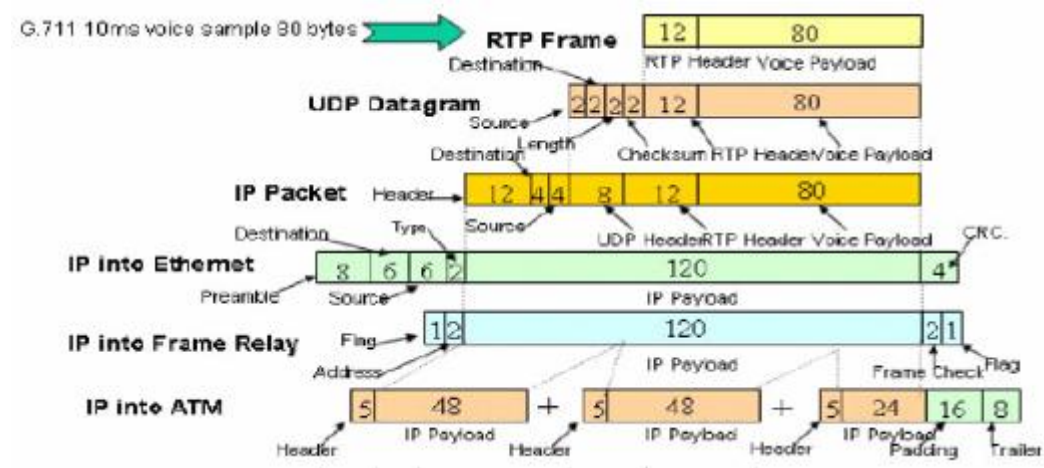 G.711 10ms voice sample 80 bytes
RTP Frame
12 80
RTP Header Voice Payload
Destination
UDP Datagram
2 2 2 2 12 80
Source
Length
Checksum RTP Header Voice Payload
Destination
IP Packet
Header
12 4 4 8 12 80
Source
UDP Header RTP Header Voice Payload
Destination
Type
CRC.
IP into Ethernet
8 6 6 2 120 4
Preamble
Source
IP Payload
IP into Frame Relay
Flag
1 2 120 2 1
Address
IP Payload
Frame Check
Flag
IP into ATM
5 48 + 5 48 + 5 24 16 8
Header
IP Payload
Header
IP Payload
Header
IP Payload
Padding
Trailer